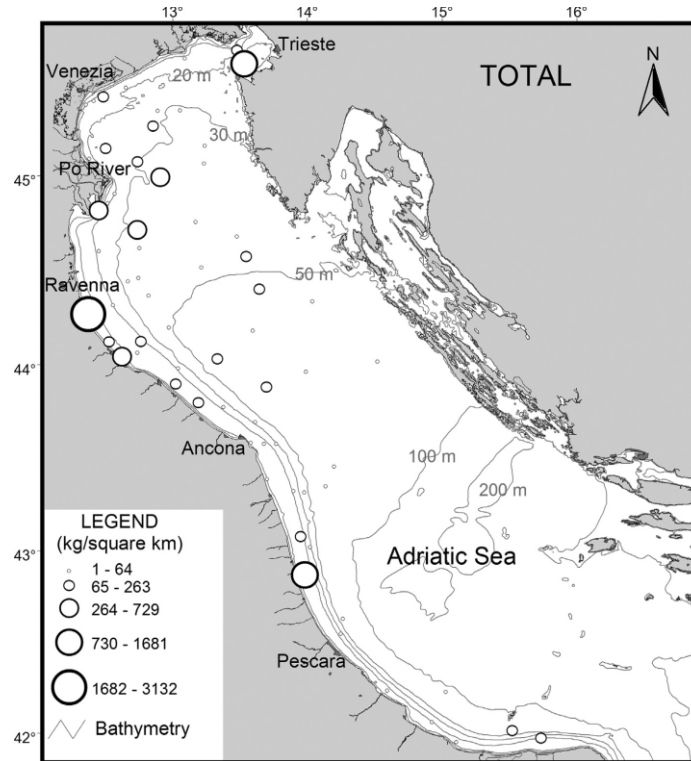 13° 14° 15° 16°
Trieste
N
Venezia
20 m
TOTAL
30 m
Po River
45°
50 m
Ravenna
44°
Ancona
100 m
200 m
LEGEND
(kg/square km)
43°
Adriatic Sea
1 - 64
65 - 263
264 - 729
730 - 1681
Pescara
1682 - 3132
Bathymetry
42°